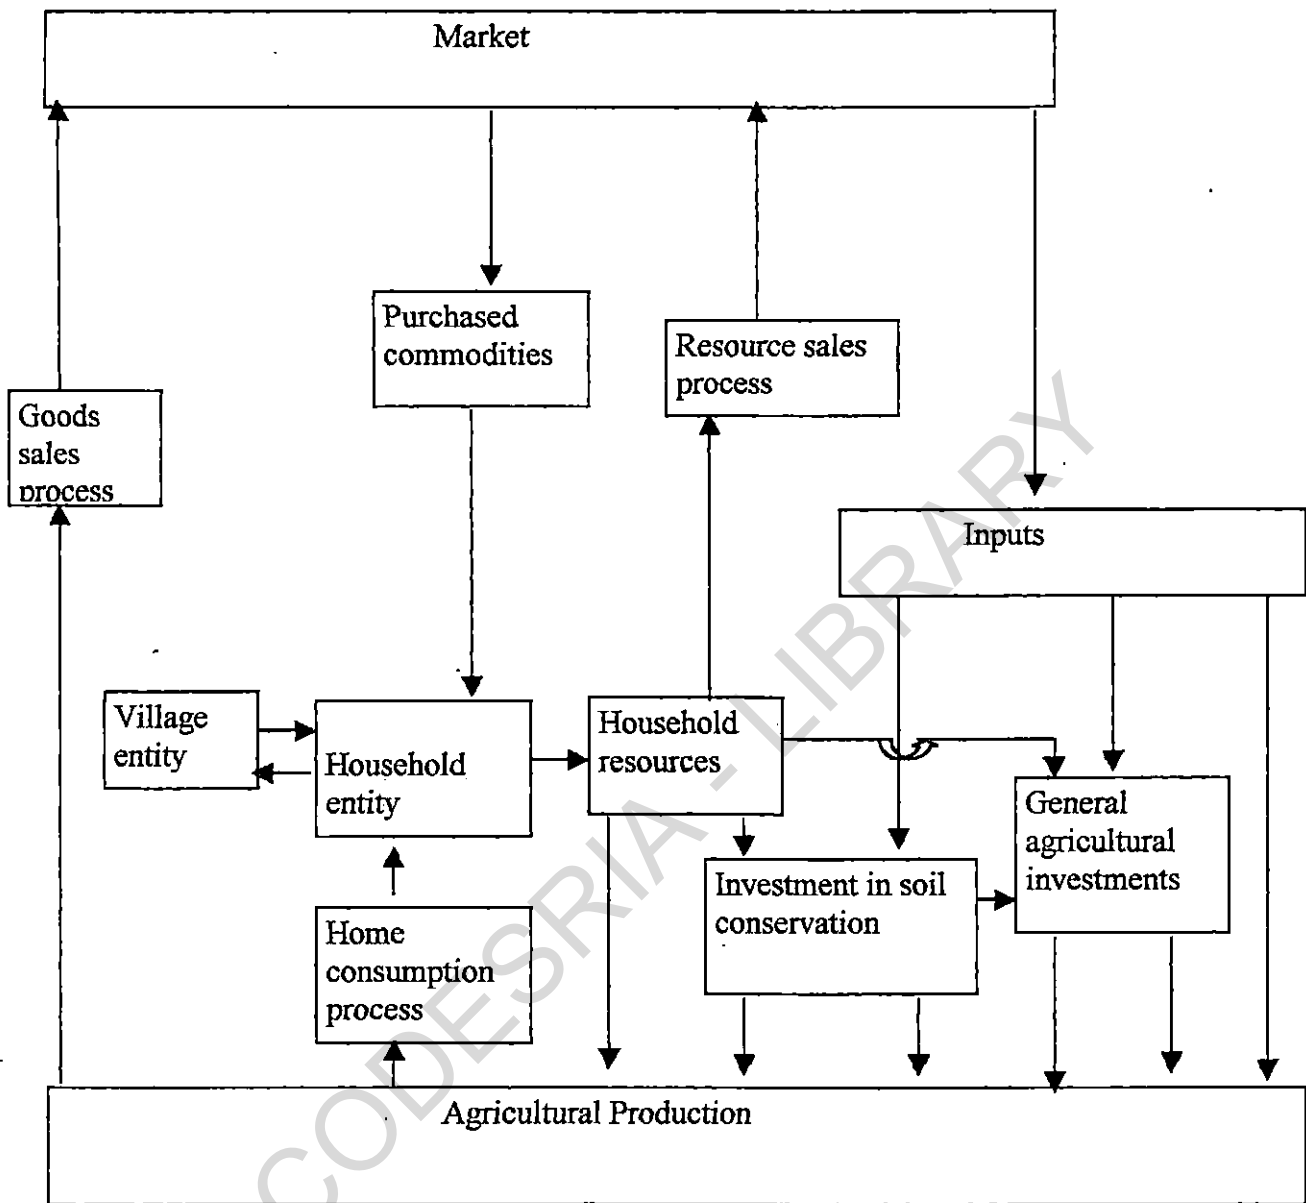 Market
Purchased
commodities
Resource sales
process
Goods
sales
process
Inputs
Village
entity
Household
entity
Household
resources
General
agricultural
investments
Investment in soil
conservation
Home
consumption
process
Agricultural Production
CODESRIA - LIBRARY